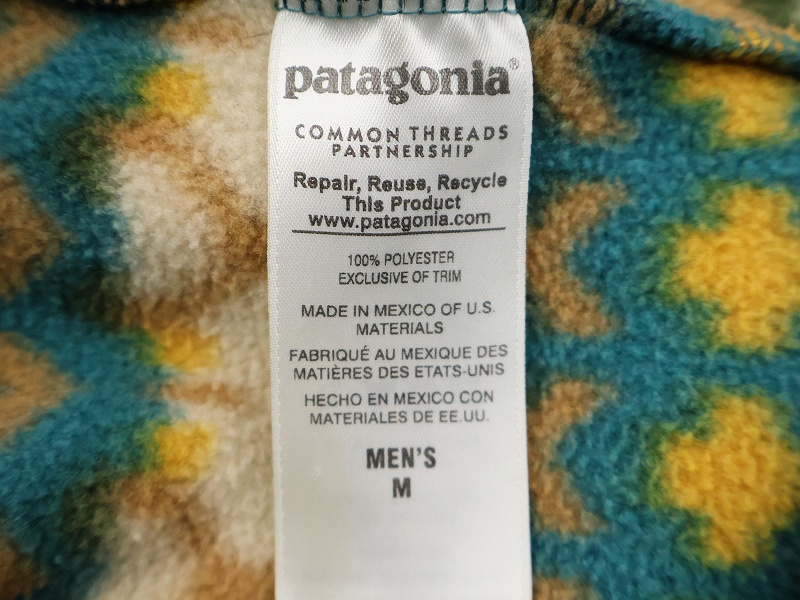 patagonia®
COMMON THREADS
PARTNERSHIP
Repair, Reuse, Recycle
This Product
www.patagonia.com
100% POLYESTER
EXCLUSIVE OF TRIM
MADE IN MEXICO OF U.S.
MATERIALS
FABRIQUÉ AU MEXIQUE DES
MATIÈRES DES ETATS-UNIS
HECHO EN MEXICO CON
MATERIALES DE EE.UU.
MEN'S
M